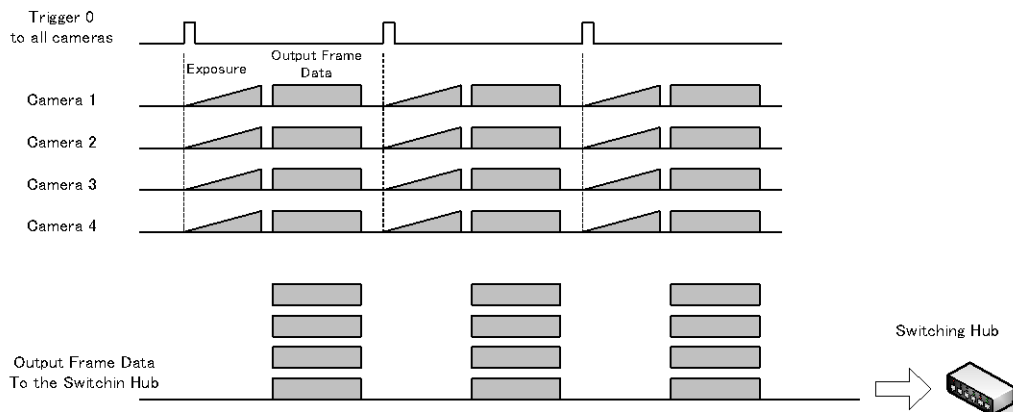 Trigger 0
to all cameras
Exposure
Output Frame
Data
Camera 1
Camera 2
Camera 3
Camera 4
Switching Hub
Output Frame Data
To the Switchin Hub